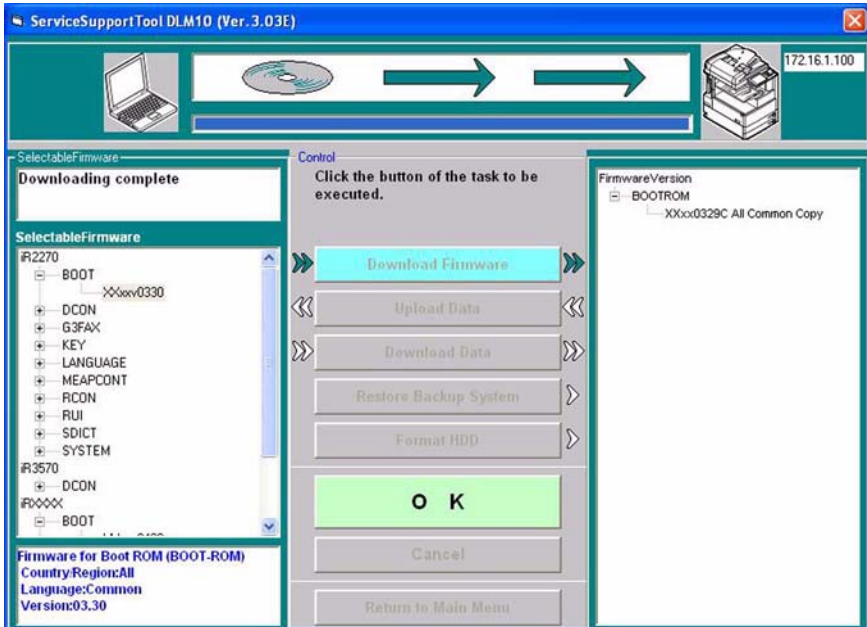 ServiceSupportTool DLM10 (Ver.3.03E)
172.16.1.100
SelectableFirmware
Downloading complete
SelectableFirmware
iR2270
BOOT
XXxxv0330
DCON
G3FAX
KEY
LANGUAGE
MEAPCONT
RCON
RUI
SDICT
SYSTEM
iR3570
DCON
iRXXXX
BOOT
Firmware for Boot ROM (BOOT-ROM)
Country/Region:All
Language:Common
Version:03.30
Control
Click the button of the task to be
executed.
Download Firmware
Upload Data
Download Data
Restore Backup System
Format HDD
O K
Cancel
Return to Main Menu
FirmwareVersion
BOOTROM
XXxx0329C All Common Copy